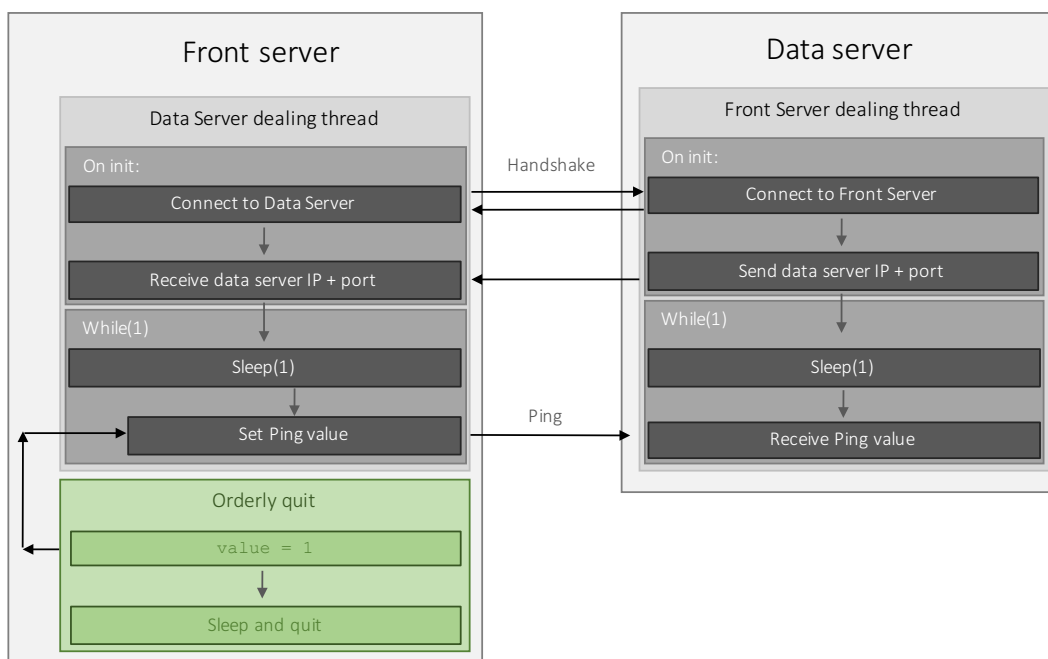 Front server
Data Server dealing thread
On init:
Connect to Data Server
Receive data server IP + port
While(1)
Sleep(1)
Set Ping value
Orderly quit
value = 1
Sleep and quit
Handshake
Ping
Data server
Front Server dealing thread
On init:
Connect to Front Server
Send data server IP + port
While(1)
Sleep(1)
Receive Ping value